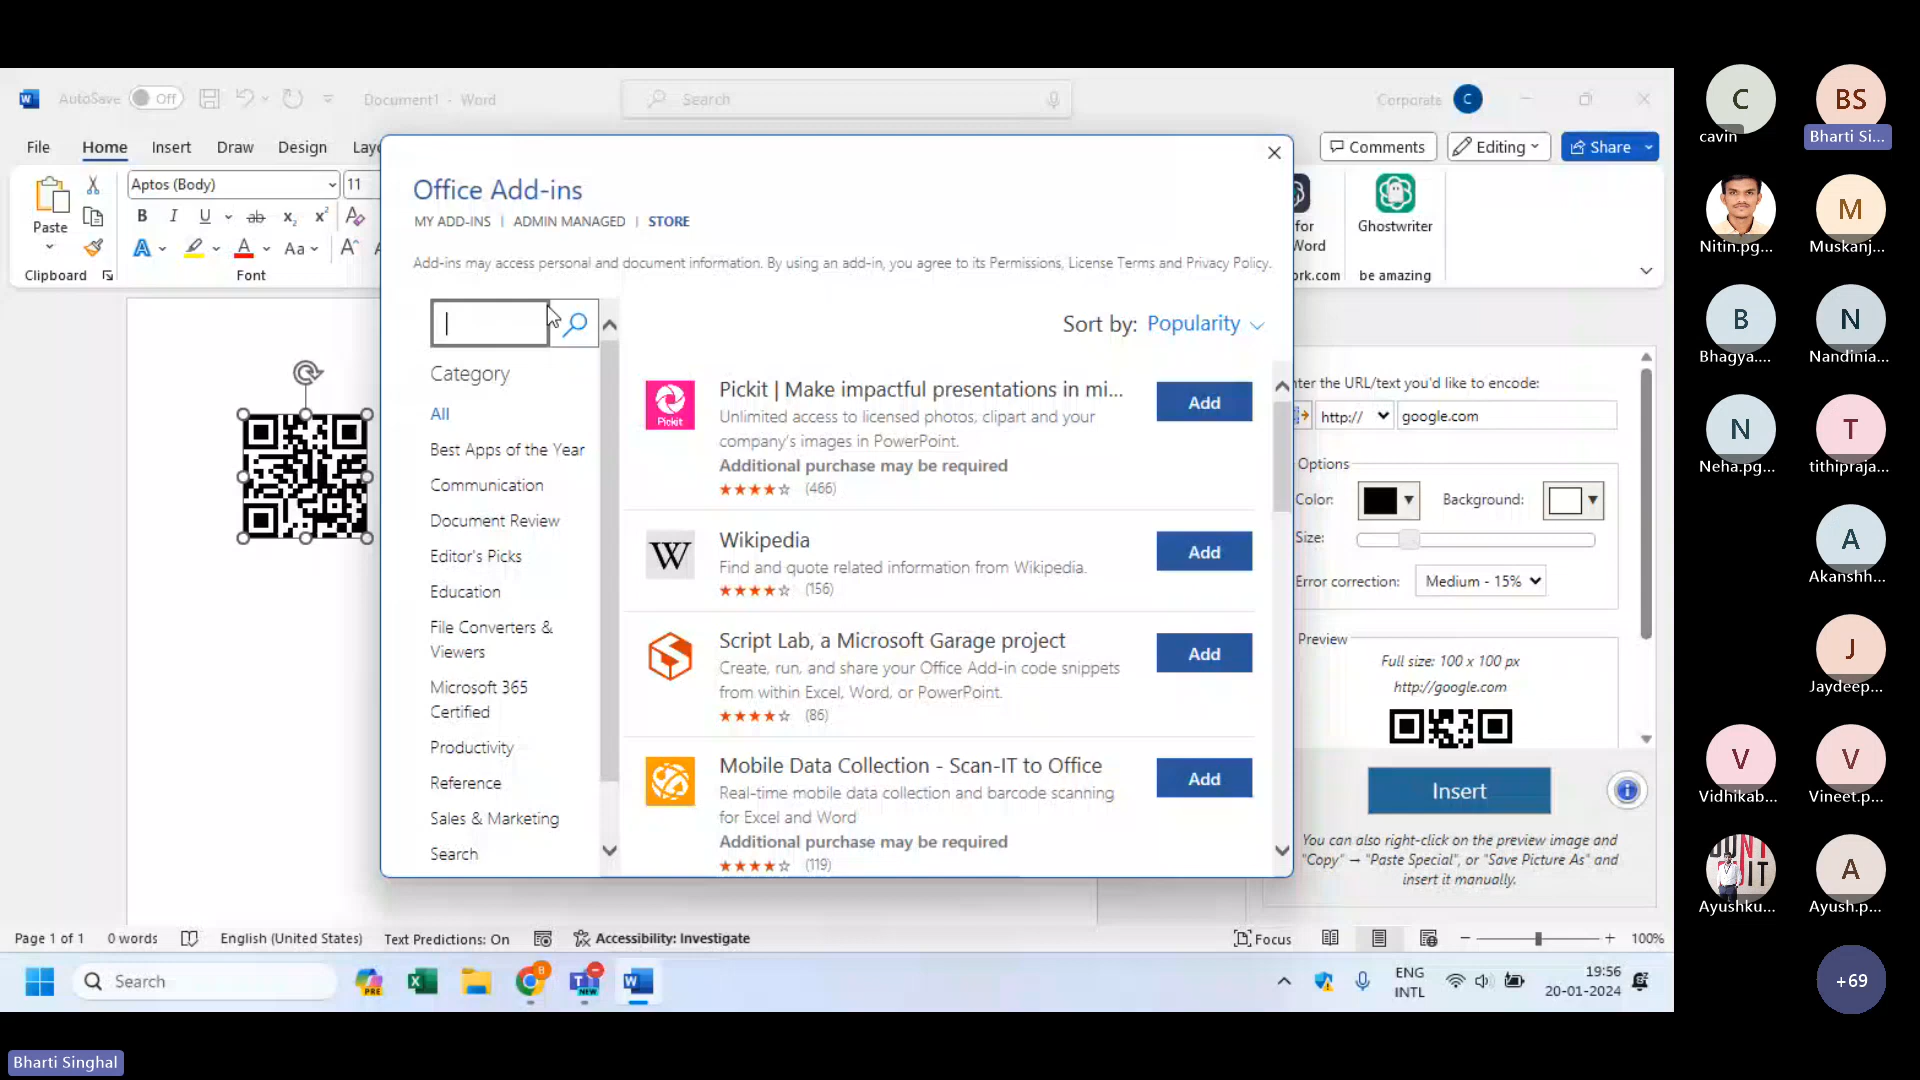 AutoSave Off
Document1 - Word
Search
Corporate C
File Home Insert Draw Design Layo
Comments Editing Share
Paste
Clipboard
Aptos (Body) 11
B I U ab x₂ x² A
A A Aa A
Font
for
Word
ork.com
Ghostwriter
be amazing
Office Add-ins
MY ADD-INS | ADMIN MANAGED | STORE
Add-ins may access personal and document information. By using an add-in, you agree to its Permissions, License Terms and Privacy Policy.
Sort by: Popularity
Category
All
Best Apps of the Year
Communication
Document Review
Editor's Picks
Education
File Converters &
Viewers
Microsoft 365
Certified
Productivity
Reference
Sales & Marketing
Search
Pickit
Pickit | Make impactful presentations in mi...
Unlimited access to licensed photos, clipart and your
company's images in PowerPoint.
Additional purchase may be required
(466)
Add
W
Wikipedia
Find and quote related information from Wikipedia.
(156)
Add
Script Lab, a Microsoft Garage project
Create, run, and share your Office Add-in code snippets
from within Excel, Word, or PowerPoint.
(86)
Add
Mobile Data Collection - Scan-IT to Office
Real-time mobile data collection and barcode scanning
for Excel and Word
Additional purchase may be required
(119)
Add
nter the URL/text you'd like to encode:
http:// google.com
Options
Color: Background:
Size:
Error correction: Medium - 15%
Preview
Full size: 100 x 100 px
http://google.com
Insert
You can also right-click on the preview image and
"Copy" → "Paste Special", or "Save Picture As" and
insert it manually.
Page 1 of 1 0 words English (United States) Text Predictions: On Accessibility: Investigate
Focus 100%
Search
PRE
NEW
ENG
INTL
19:56
20-01-2024
C
cavin
BS
Bharti Si...
Nitin.pg...
M
Muskanj...
B
Bhagya....
N
Nandinia...
N
Neha.pg...
T
tithipraja...
A
Akanshh...
J
Jaydeep...
V
Vidhikab...
V
Vineet.p...
Ayushku...
A
Ayush.p...
+69
Bharti Singhal